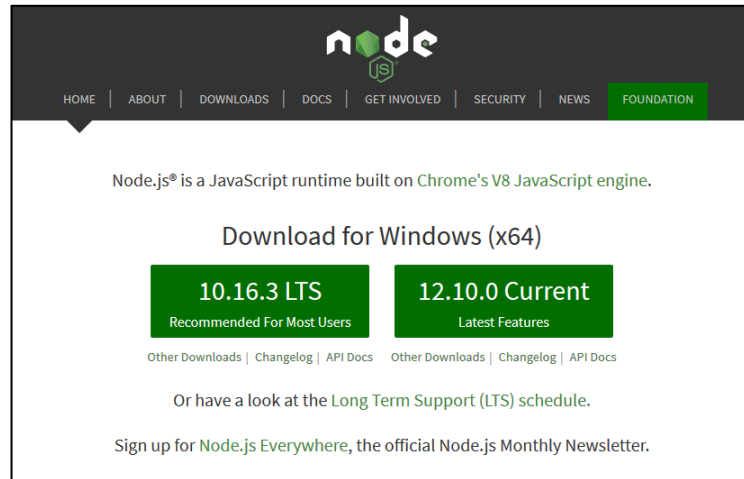 node
JS
HOME | ABOUT | DOWNLOADS | DOCS | GET INVOLVED | SECURITY | NEWS FOUNDATION
Node.js® is a JavaScript runtime built on Chrome's V8 JavaScript engine.
Download for Windows (x64)
10.16.3 LTS 12.10.0 Current
Recommended For Most Users Latest Features
Other Downloads | Changelog | API Docs Other Downloads | Changelog | API Docs
Or have a look at the Long Term Support (LTS) schedule.
Sign up for Node.js Everywhere, the official Node.js Monthly Newsletter.